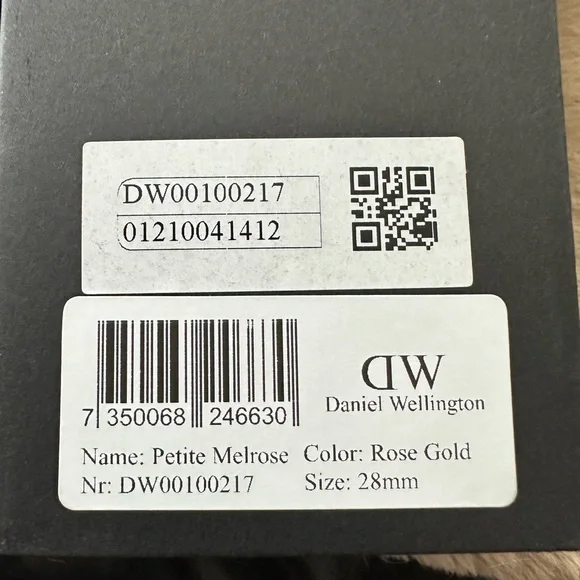 DW00100217
01210041412
DW
Daniel Wellington
7 350068 246630
Name: Petite Melrose Color: Rose Gold
Nr: DW00100217 Size: 28mm